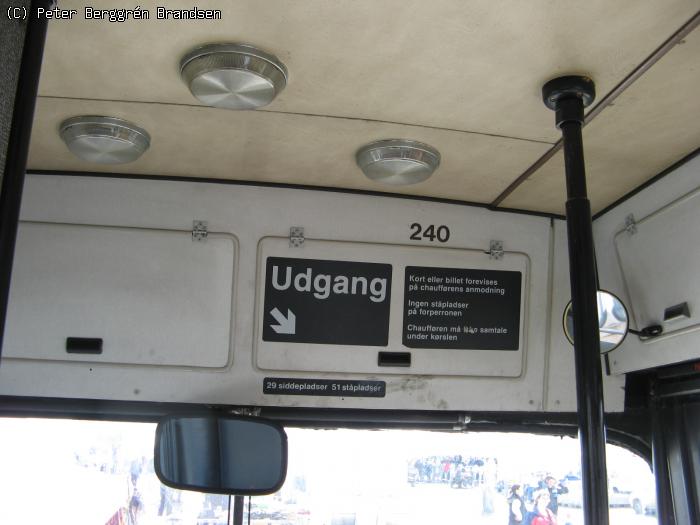 (C) Peter Berggrén Brandsen
240
Udgang
Kort eller billet forevises
på chaufførens anmodning
Ingen ståpladser
på forperronen
Chaufføren må samtale
under kørslen
29 siddepladser 51 ståpladser